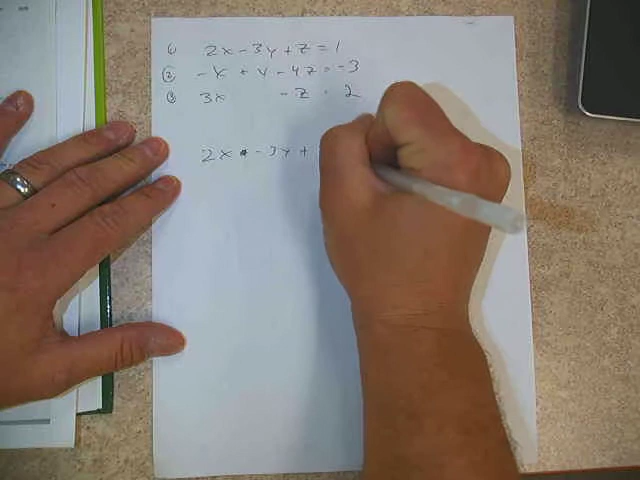 ① 2x - 3y + z = 1
② -x + y - 4z = -3
③ 3x - z = 2
2x - 3y +